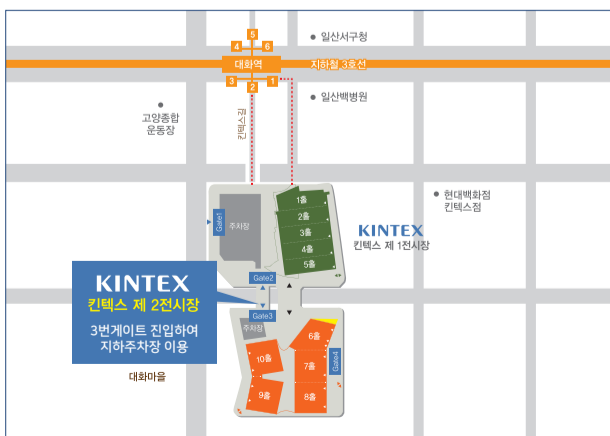 5
4
6
일산서구청
대화역
지하철 3호선
3
2
1
킨텍스길
일산백병원
고양종합
운동장
현대백화점
킨텍스점
1홀
2홀
3홀
4홀
5홀
주차장
Gate1
KINTEX
킨텍스 제 1전시장
Gate2
KINTEX
킨텍스 제 2전시장
3번게이트 진입하여
지하주차장 이용
Gate3
주차장
6홀
7홀
8홀
9홀
10홀
Gate4
대화마을